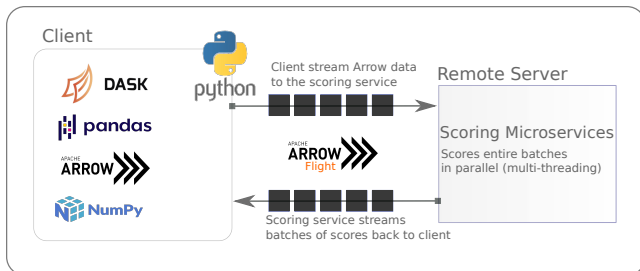 Client
DASK
pandas
APACHE
ARROW
NumPy
python
Client stream Arrow data
to the scoring service
APACHE
ARROW
Flight
Scoring service streams
batches of scores back to client
Remote Server
Scoring Microservices
Scores entire batches
in parallel (multi-threading)